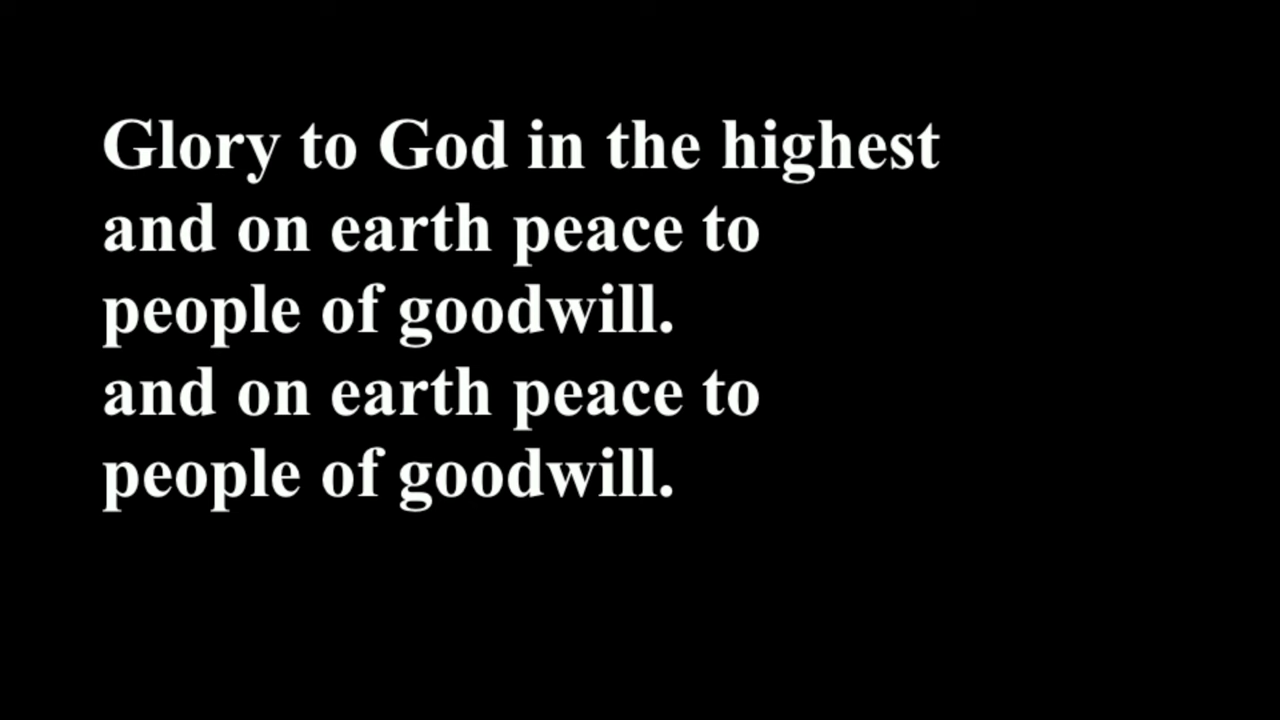 Glory to God in the highest
and on earth peace to
people of goodwill.
and on earth peace to
people of goodwill.